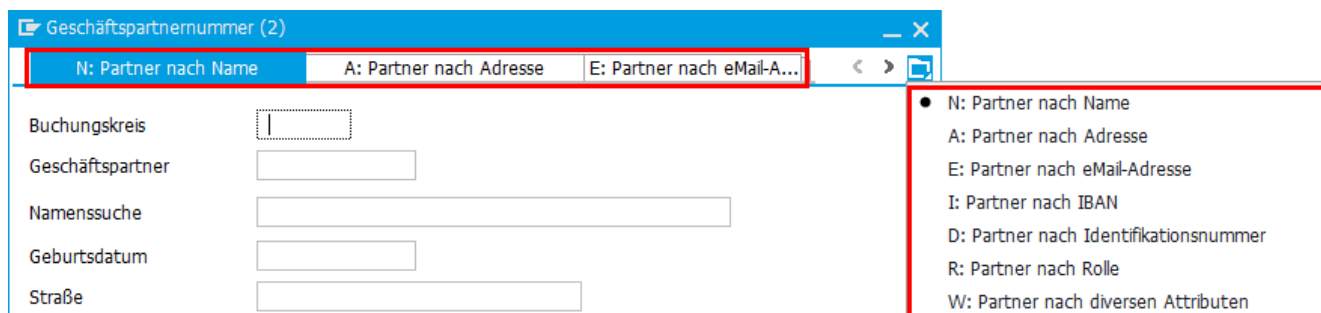 Geschäftspartnernummer (2)
N: Partner nach Name
A: Partner nach Adresse
E: Partner nach eMail-A...
Buchungskreis
Geschäftspartner
Namenssuche
Geburtsdatum
Straße
N: Partner nach Name
A: Partner nach Adresse
E: Partner nach eMail-Adresse
I: Partner nach IBAN
D: Partner nach Identifikationsnummer
R: Partner nach Rolle
W: Partner nach diversen Attributen